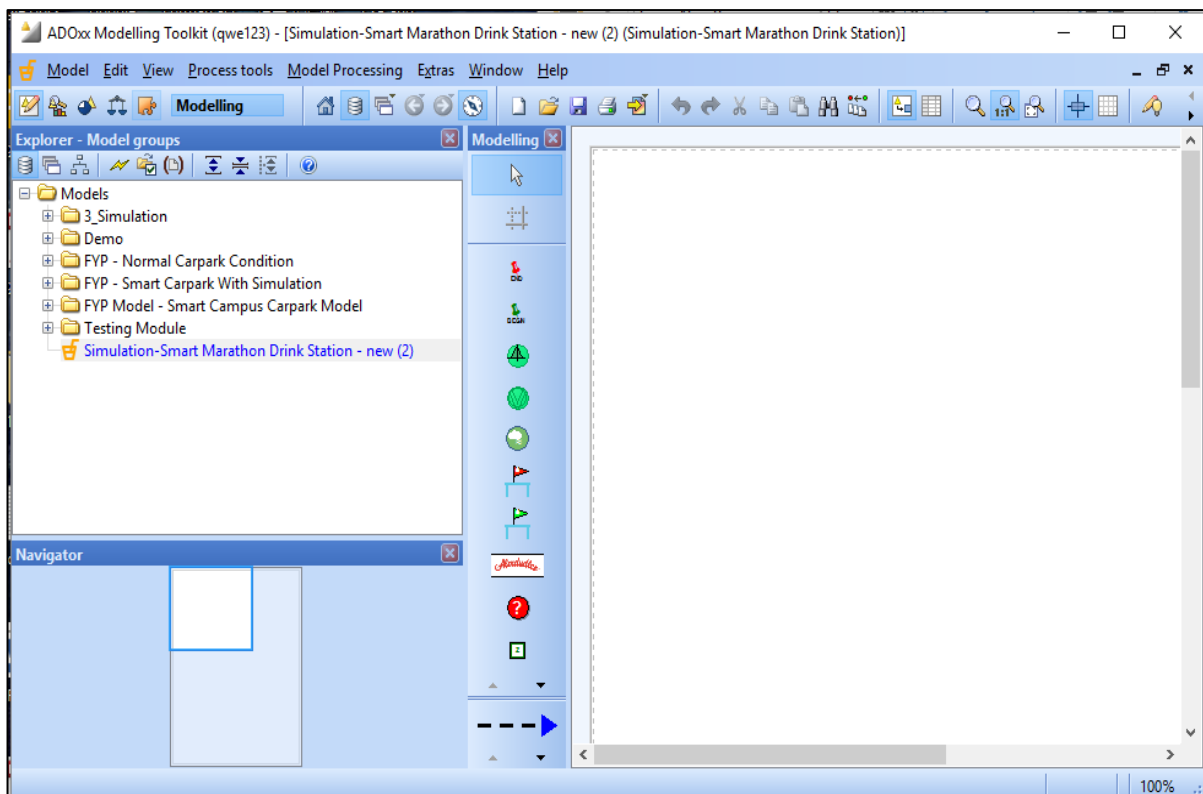 ADOxx Modelling Toolkit (qwe123) - [Simulation-Smart Marathon Drink Station - new (2) (Simulation-Smart Marathon Drink Station)]
Model Edit View Process tools Model Processing Extras Window Help
Modelling
Explorer - Model groups
Models
3_Simulation
Demo
FYP - Normal Carpark Condition
FYP - Smart Carpark With Simulation
FYP Model - Smart Campus Carpark Model
Testing Module
Simulation-Smart Marathon Drink Station - new (2)
Navigator
Modelling
?
z
100%